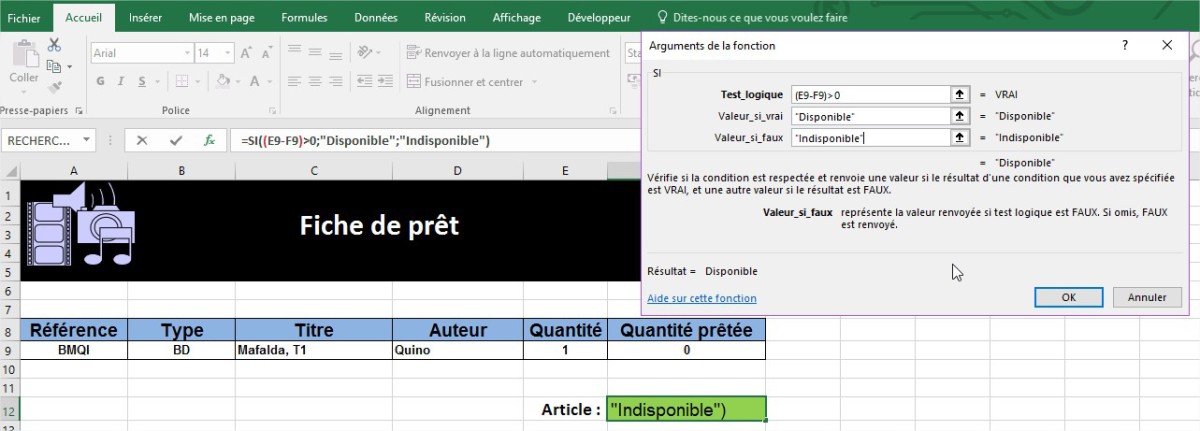 Fichier Accueil Insérer Mise en page Formules Données Révision Affichage Développeur Dites-nous ce que vous voulez faire
Coller
Arial 14
G I S
Renvoyer à la ligne automatiquement
Fusionner et centrer
Sta
Presse-papiers Police Alignement
RECHERC... fx =SI((E9-F9)>0;"Disponible";"Indisponible")
Arguments de la fonction ? X
SI
Test_logique (E9-F9)>0 = VRAI
Valeur_si_vrai "Disponible" = "Disponible"
Valeur_si_faux "Indisponible" = "Indisponible"
= "Disponible"
Vérifie si la condition est respectée et renvoie une valeur si le résultat d'une condition que vous avez spécifiée
est VRAI, et une autre valeur si le résultat est FAUX.
Valeur_si_faux représente la valeur renvoyée si test logique est FAUX. Si omis, FAUX
est renvoyé.
Résultat = Disponible
Aide sur cette fonction
OK Annuler
A B C D E
1
2
3
4
5
6
7
8
9
10
11
12
13
Fiche de prêt
Référence Type Titre Auteur Quantité Quantité prêtée
BMQI BD Mafalda, T1 Quino 1 0
Article : "Indisponible")